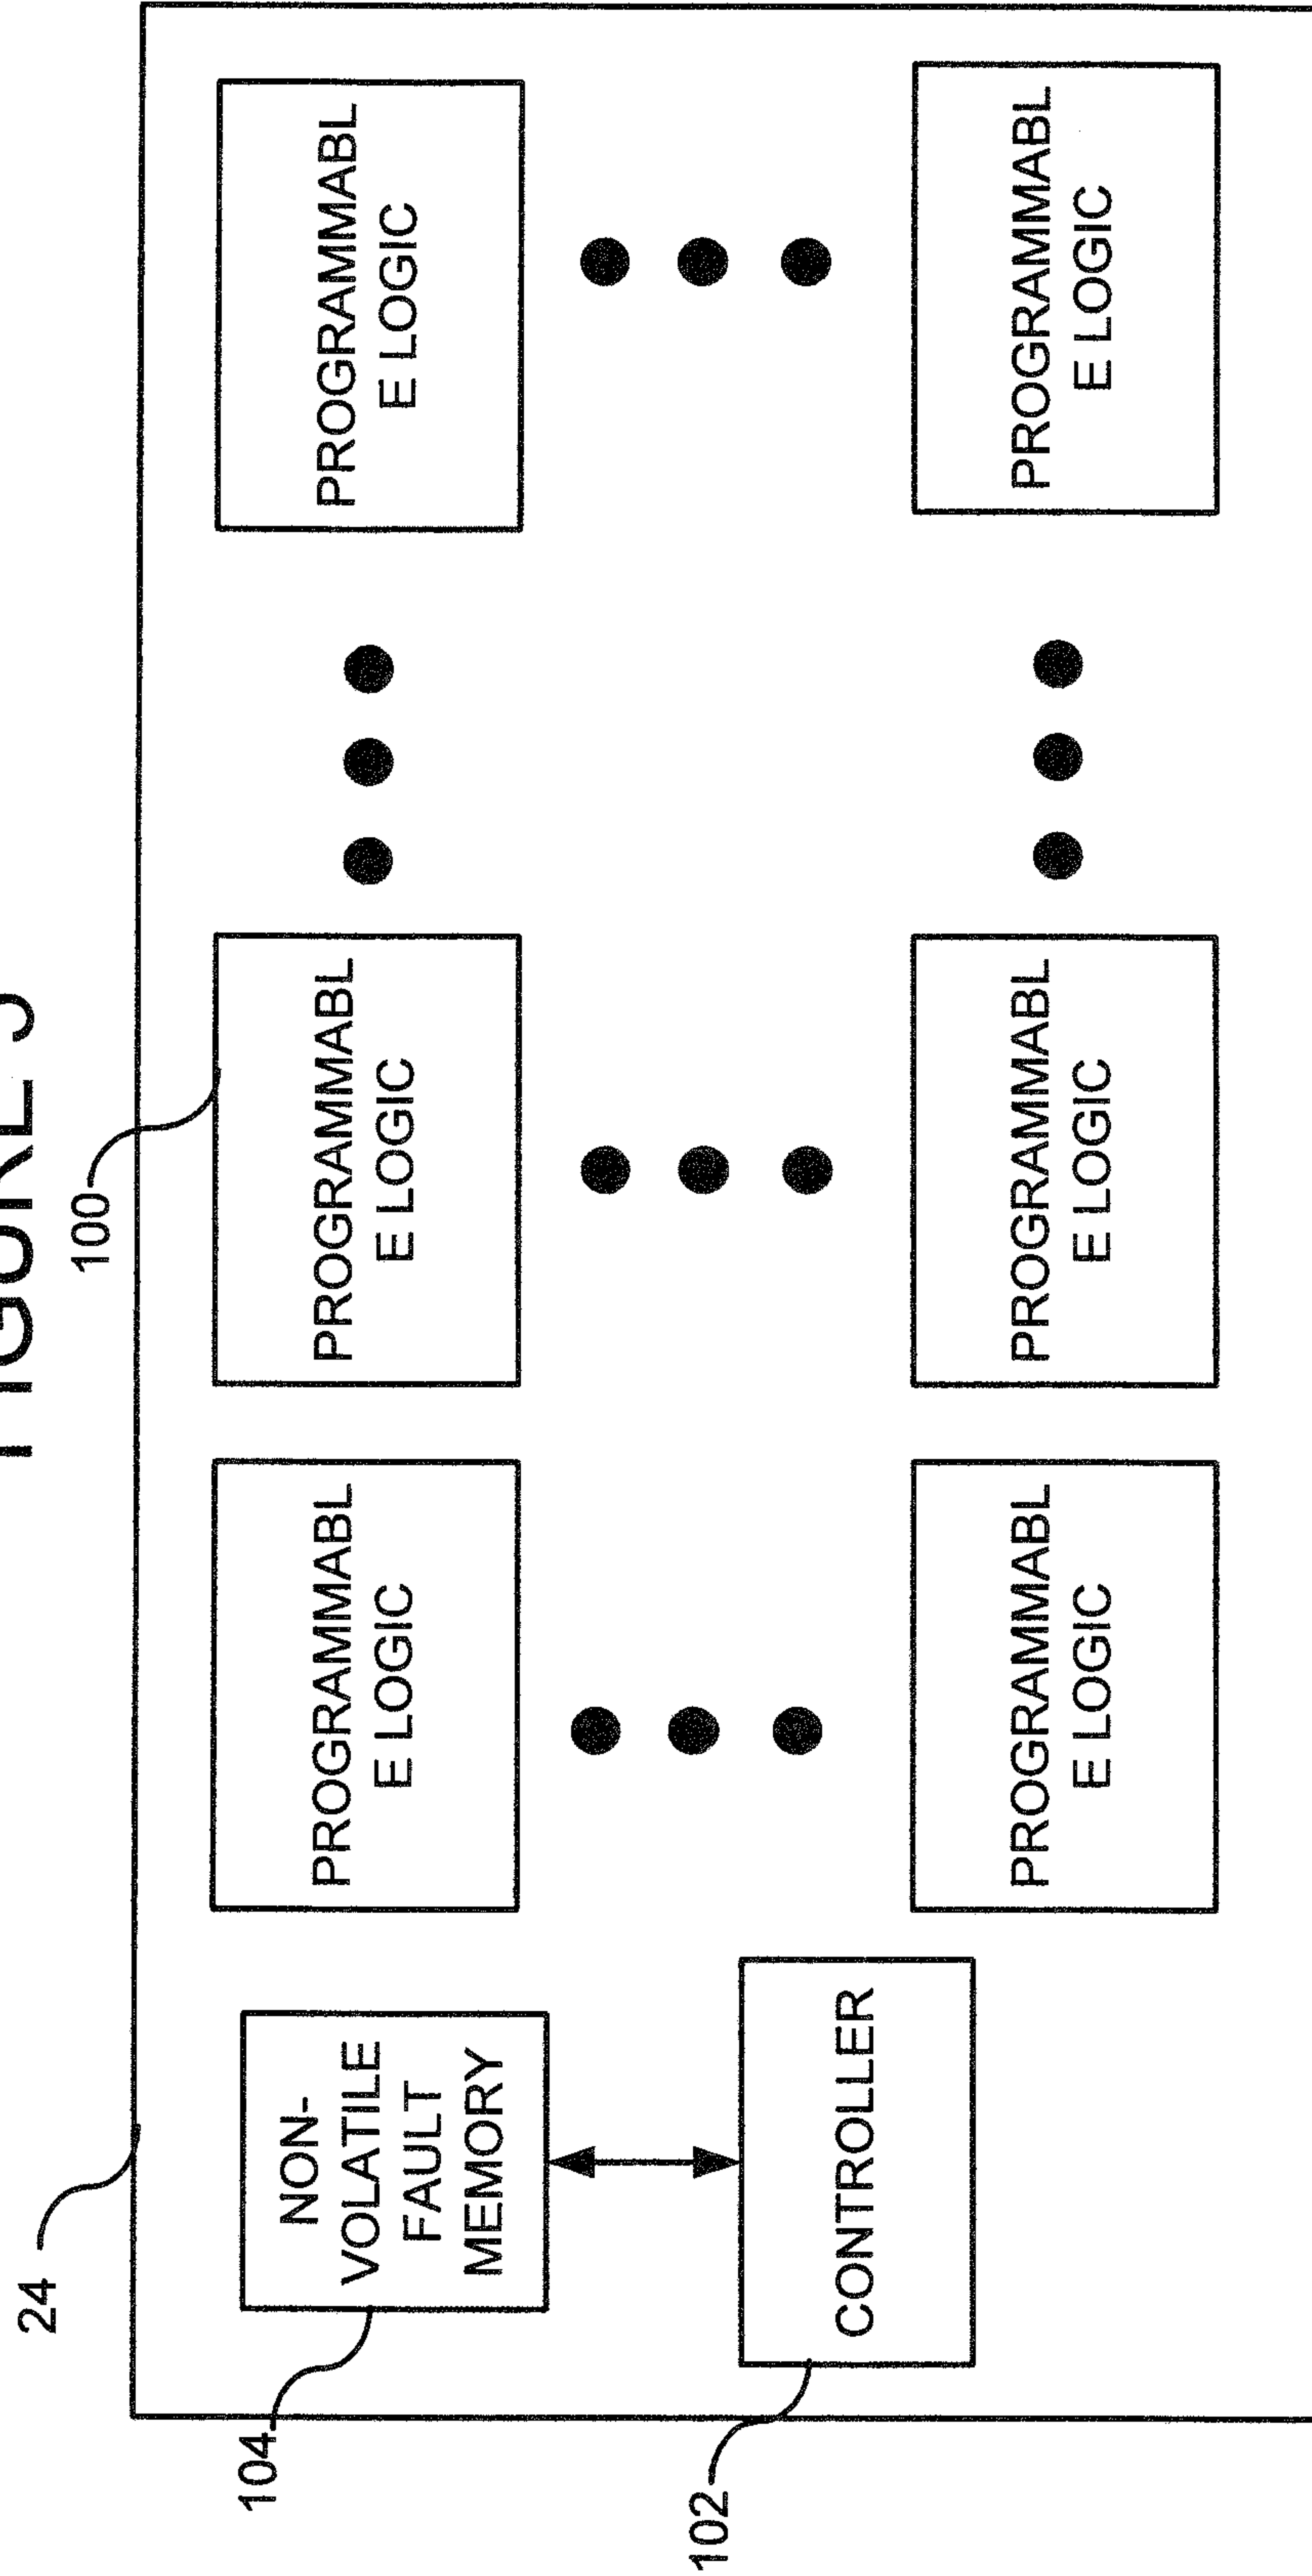 FIGURE
24
100
104
NON-
VOLATILE
FAULT
MEMORY
PROGRAMMABL
E LOGIC
PROGRAMMABL
E LOGIC
PROGRAMMABL
E LOGIC
102
CONTROLLER
PROGRAMMABL
E LOGIC
PROGRAMMABL
E LOGIC
PROGRAMMABL
E LOGIC